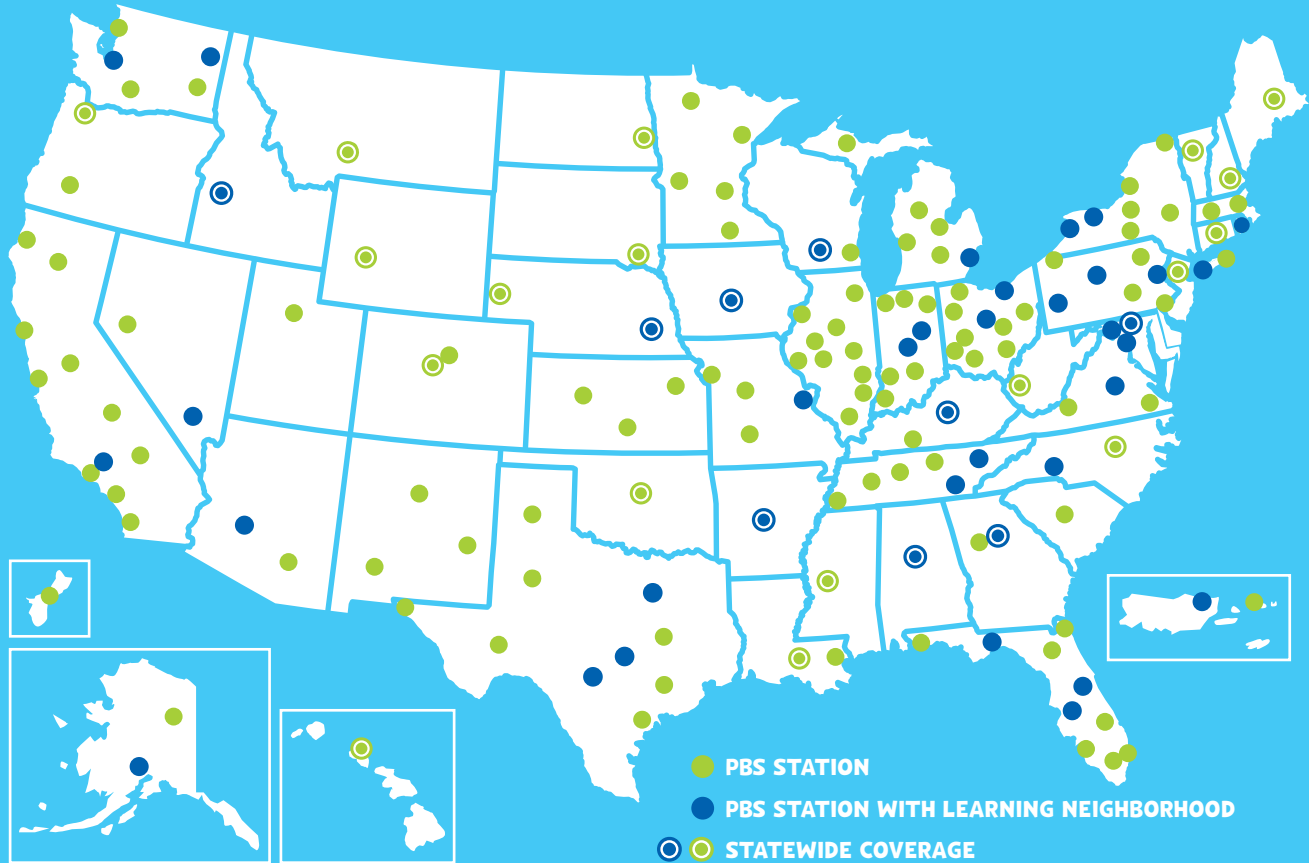 PBS STATION
PBS STATION WITH LEARNING NEIGHBORHOOD
STATEWIDE COVERAGE